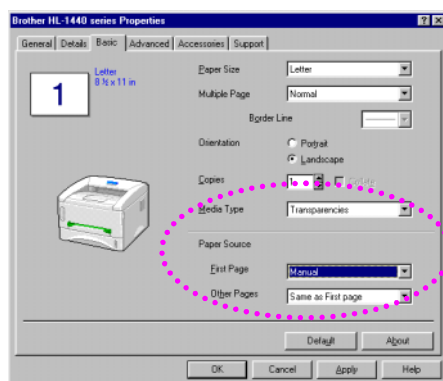 Brother HL-1440 series Properties
General Details Basic Advanced Accessories Support
1
Letter
8 ½ x 11 in
Paper Size Letter
Multiple Page Normal
Border Line
Orientation Portrait
Landscape
Copies 1
Media Type Transparencies
Paper Source
First Page Manual
Other Pages Same as First page
Default About
OK Cancel Apply Help